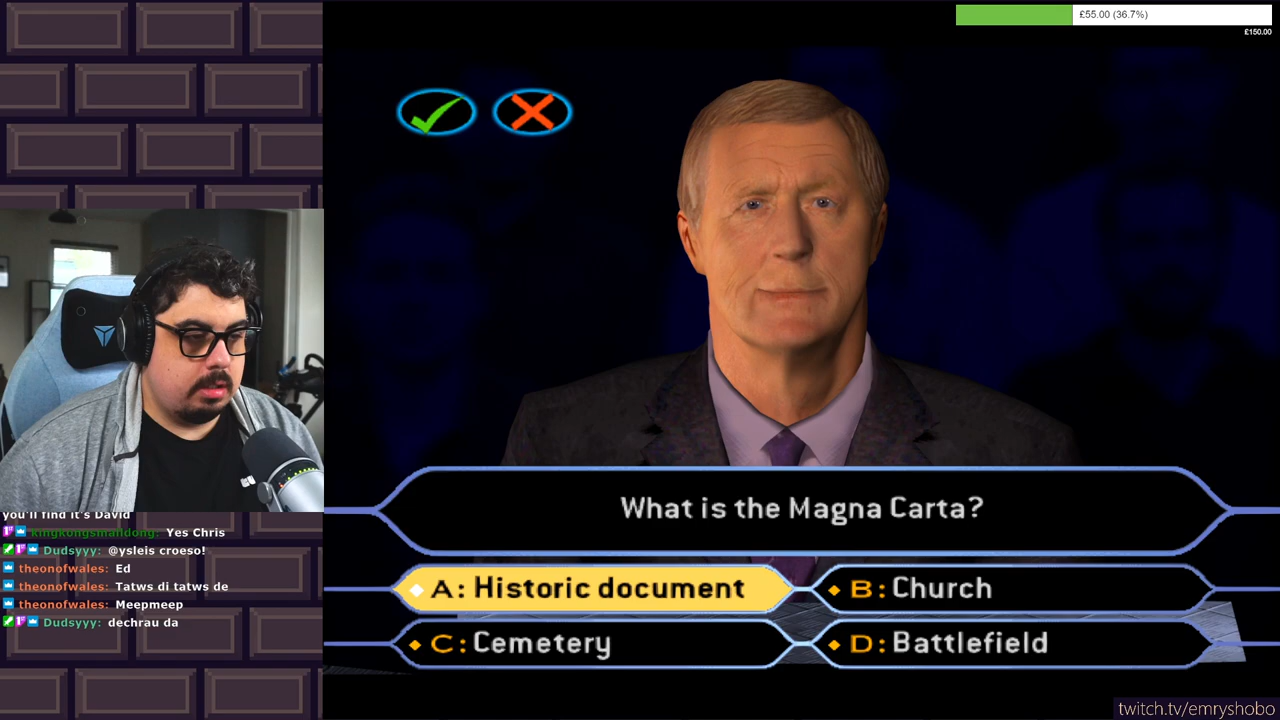 £55.00 (36.7%)
£150.00
What is the Magna Carta?
A: Historic document
B: Church
C: Cemetery
D: Battlefield
you'll find it's David
kingkongsmandong: Yes Chris
Dudsyyy: @ysleis croeso!
theonofwales: Ed
theonofwales: Tatws di tatws de
theonofwales: Meepmeep
Dudsyyy: dechrau da
twitch.tv/emryshobo